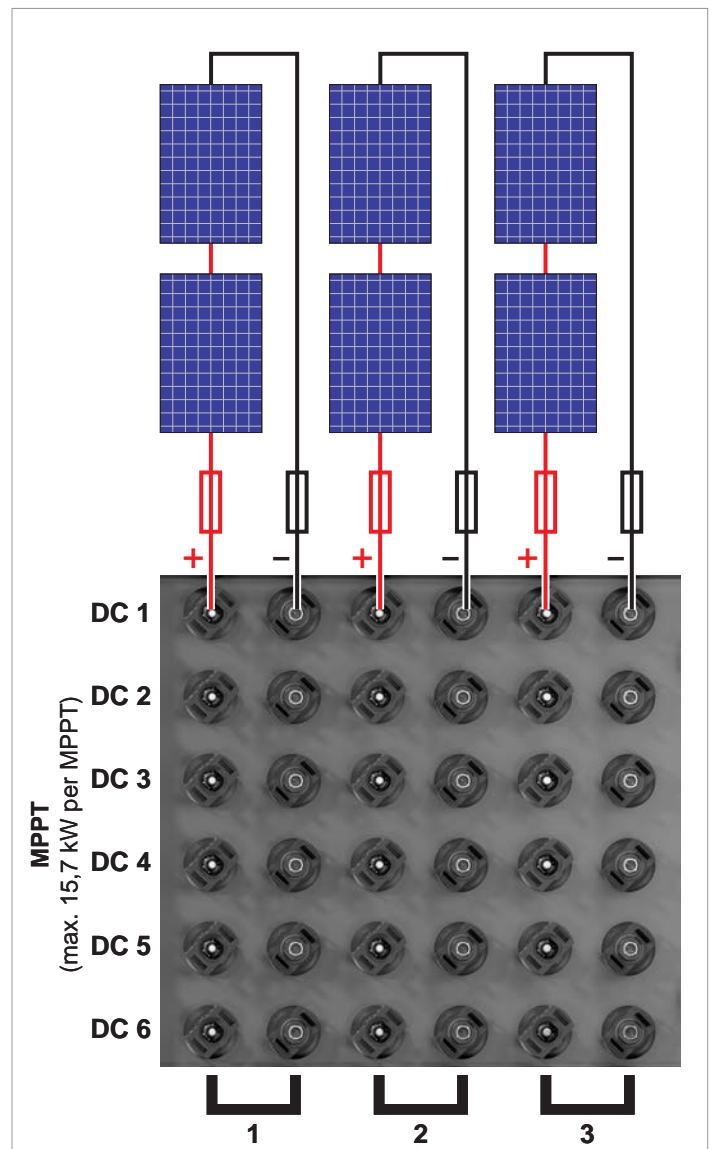 + – + – + –
DC 1
DC 2
DC 3
DC 4
DC 5
DC 6
MPPT
(max. 15,7 kW per MPPT)
1 2 3